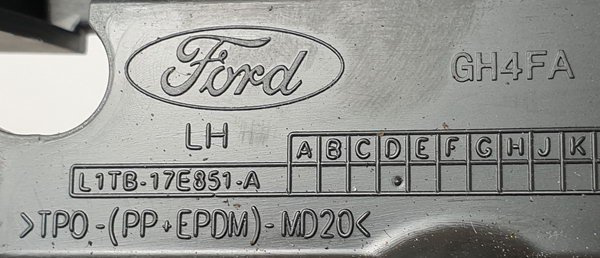 Ford GH4FA
LH
A B C D E F G H J K
L1TB-17E851-A
>TPO-(PP+EPDM)-MD20<